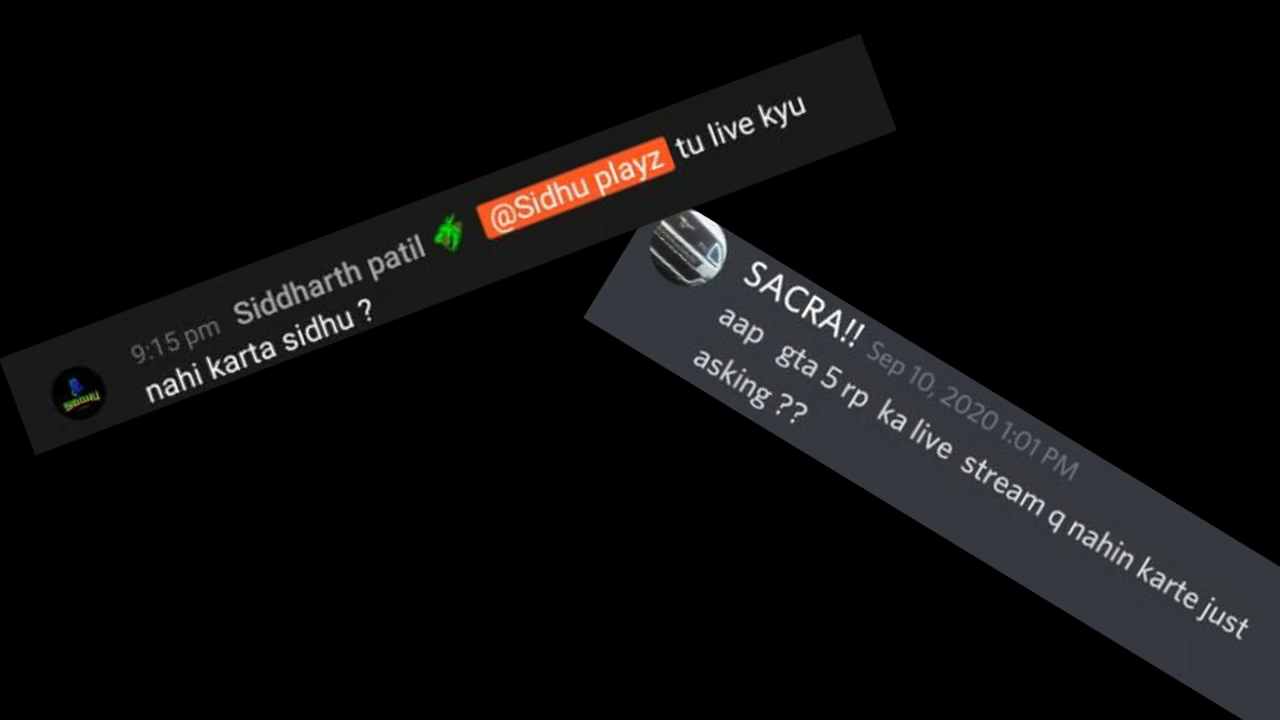 9:15 pm Siddharth patil @Sidhu playz tu live kyu
nahi karta sidhu ?
SACRA!! Sep 10, 2020 1:01 PM
aap gta 5 rp ka live stream q nahin karte just
asking ??